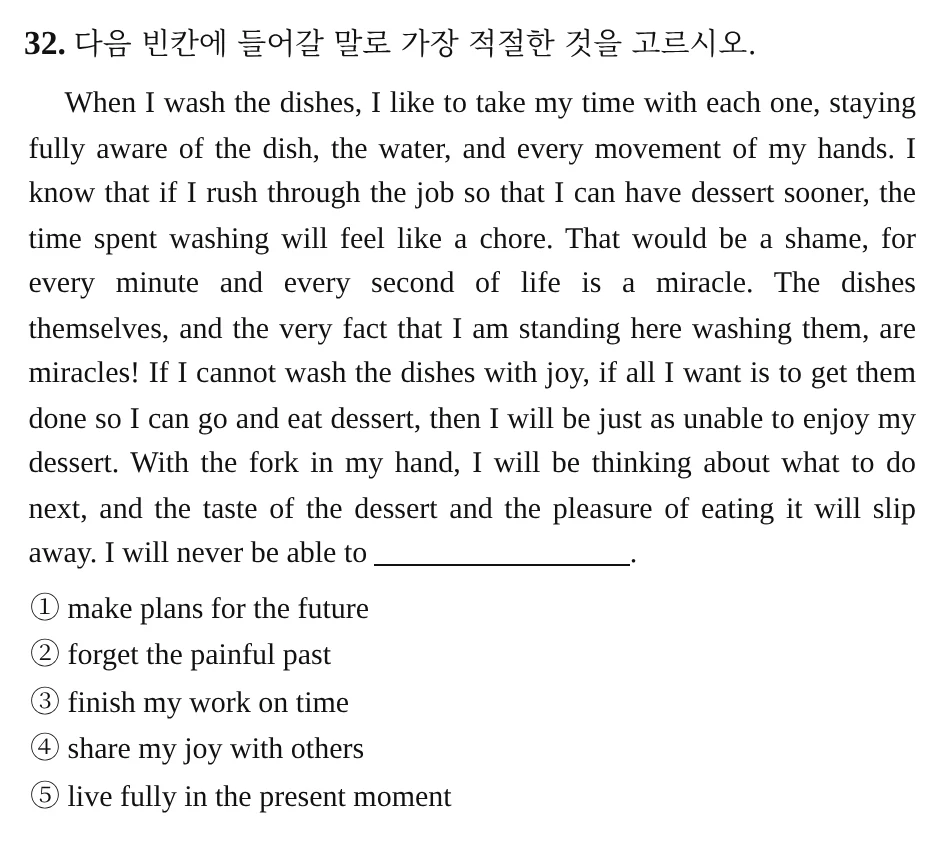 32. 다음 빈칸에 들어갈 말로 가장 적절한 것을 고르시오.
When I wash the dishes, I like to take my time with each one, staying
fully aware of the dish, the water, and every movement of my hands. I
know that if I rush through the job so that I can have dessert sooner, the
time spent washing will feel like a chore. That would be a shame, for
every minute and every second of life is a miracle. The dishes
themselves, and the very fact that I am standing here washing them, are
miracles! If I cannot wash the dishes with joy, if all I want is to get them
done so I can go and eat dessert, then I will be just as unable to enjoy my
dessert. With the fork in my hand, I will be thinking about what to do
next, and the taste of the dessert and the pleasure of eating it will slip
away. I will never be able to ________________.
① make plans for the future
② forget the painful past
③ finish my work on time
④ share my joy with others
⑤ live fully in the present moment